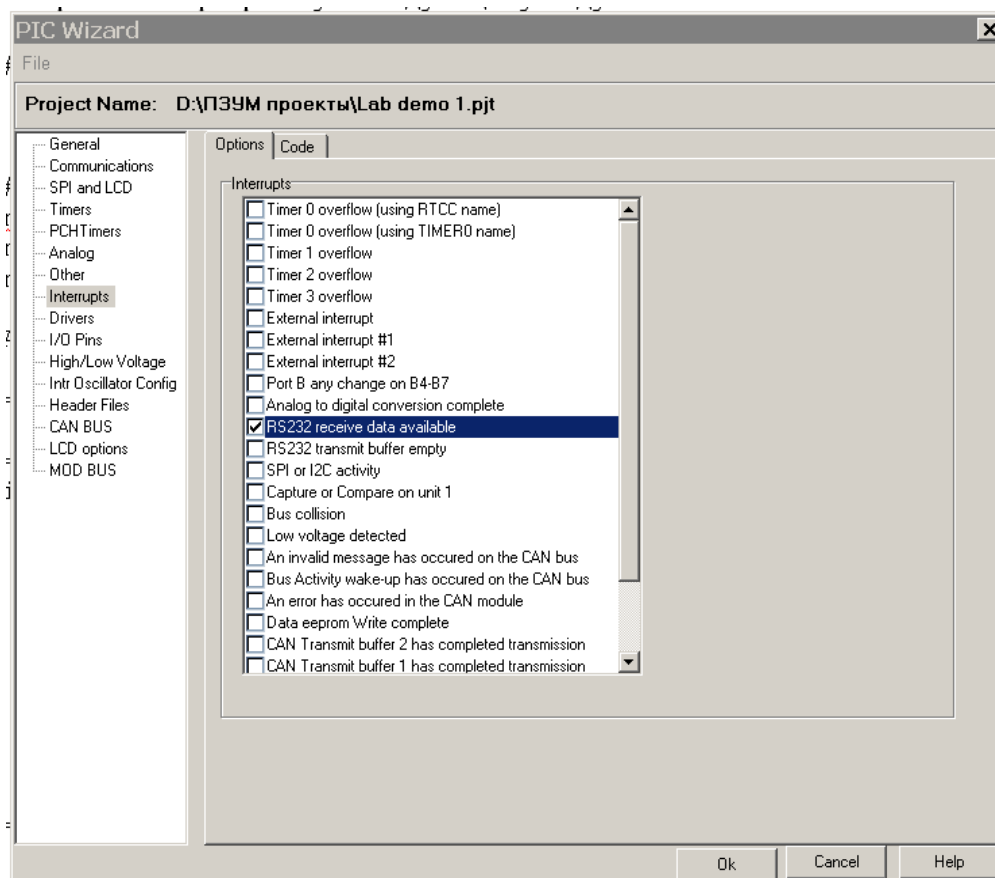 PIC Wizard
File
Project Name: D:\ПЗУМ проекты\Lab demo 1.pjt
General
Communications
SPI and LCD
Timers
PCHTimers
Analog
Other
Interrupts
Drivers
I/O Pins
High/Low Voltage
Intr Oscillator Config
Header Files
CAN BUS
LCD options
MOD BUS
Options
Code
Interrupts
Timer 0 overflow (using RTCC name)
Timer 0 overflow (using TIMER0 name)
Timer 1 overflow
Timer 2 overflow
Timer 3 overflow
External interrupt
External interrupt #1
External interrupt #2
Port B any change on B4-B7
Analog to digital conversion complete
RS232 receive data available
RS232 transmit buffer empty
SPI or I2C activity
Capture or Compare on unit 1
Bus collision
Low voltage detected
An invalid message has occured on the CAN bus
Bus Activity wake-up has occured on the CAN bus
An error has occured in the CAN module
Data eeprom Write complete
CAN Transmit buffer 2 has completed transmission
CAN Transmit buffer 1 has completed transmission
Ok
Cancel
Help